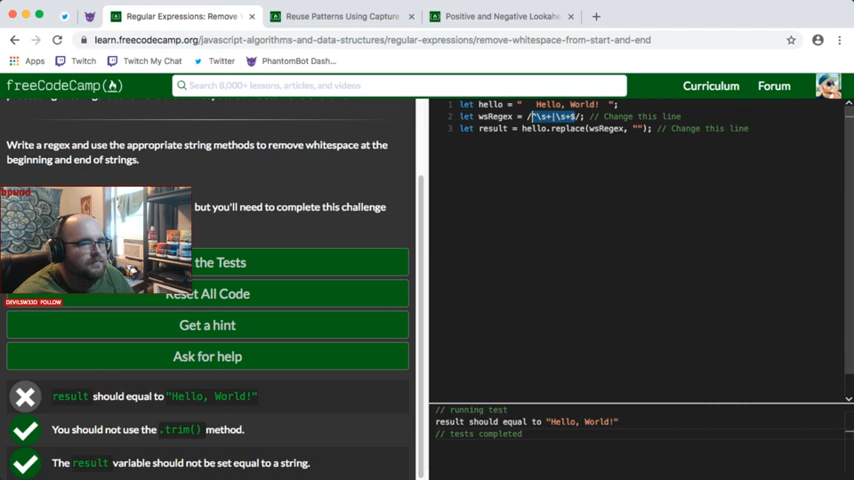 Regular Expressions: Remove W
Reuse Patterns Using Capture
Positive and Negative Lookahe
learn.freecodecamp.org/javascript-algorithms-and-data-structures/regular-expressions/remove-whitespace-from-start-and-end
Apps
Twitch
Twitch My Chat
Twitter
PhantomBot Dash...
freeCodeCamp
Search 8,000+ lessons, articles, and videos
Curriculum
Forum
Write a regex and use the appropriate string methods to remove whitespace at the
beginning and end of strings.
but you'll need to complete this challenge
the Tests
Reset All Code
Get a hint
Ask for help
DEVILSW33D FOLLOW
result should equal to "Hello, World!"
You should not use the .trim() method.
The result variable should not be set equal to a string.
1 let hello = "   Hello, World!  ";
2 let wsRegex = /^\s+|\s+$/; // Change this line
3 let result = hello.replace(wsRegex, ""); // Change this line
// running test
result should equal to "Hello, World!"
// tests completed